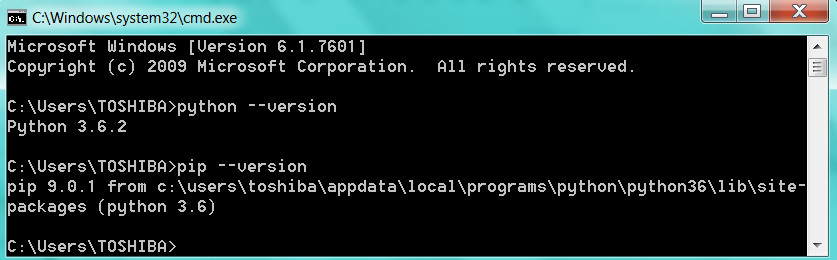 C:\Windows\system32\cmd.exe
Microsoft Windows [Version 6.1.7601]
Copyright (c) 2009 Microsoft Corporation.  All rights reserved.
C:\Users\TOSHIBA>python --version
Python 3.6.2
C:\Users\TOSHIBA>pip --version
pip 9.0.1 from c:\users\toshiba\appdata\local\programs\python\python36\lib\site-
packages (python 3.6)
C:\Users\TOSHIBA>